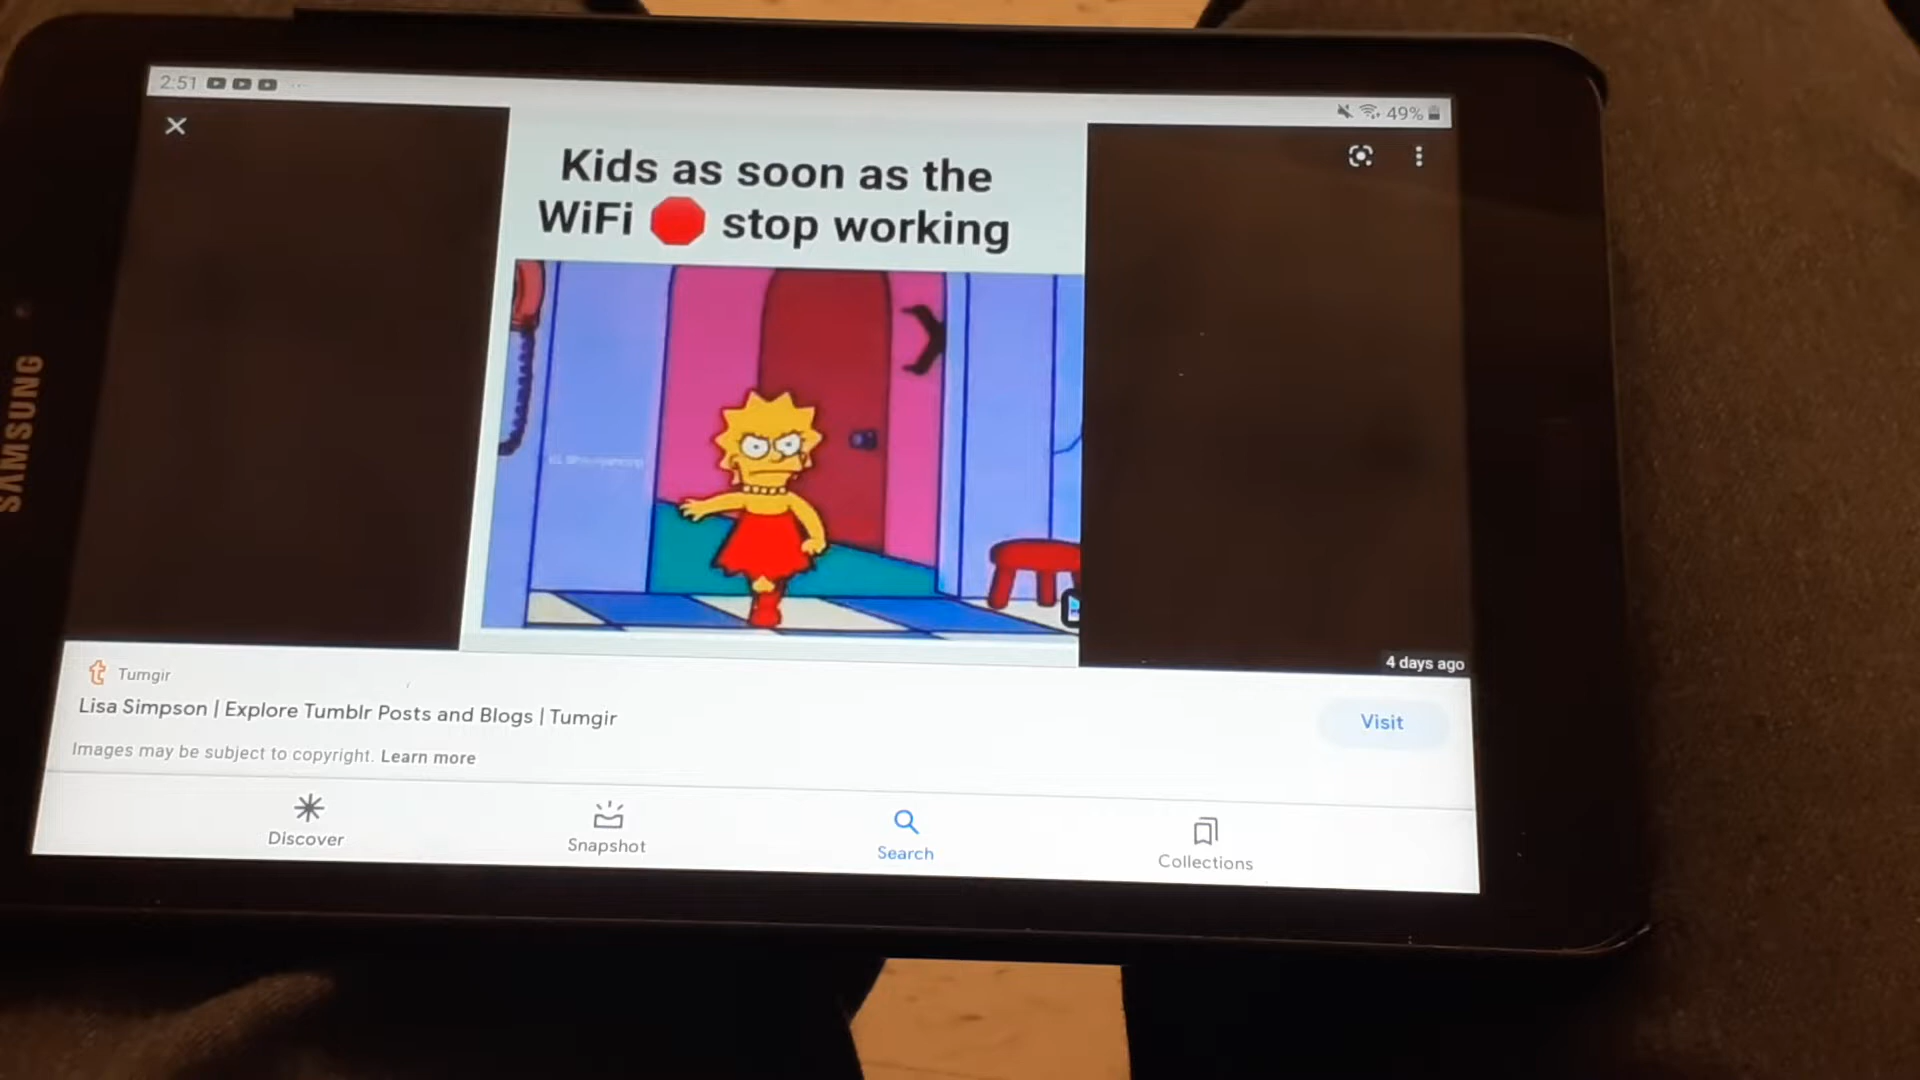 2:51
49%
Kids as soon as the
WiFi 🛑 stop working
SAMSUNG
4 days ago
Tumgir
Lisa Simpson | Explore Tumblr Posts and Blogs | Tumgir
Visit
Images may be subject to copyright. Learn more
Discover
Snapshot
Search
Collections